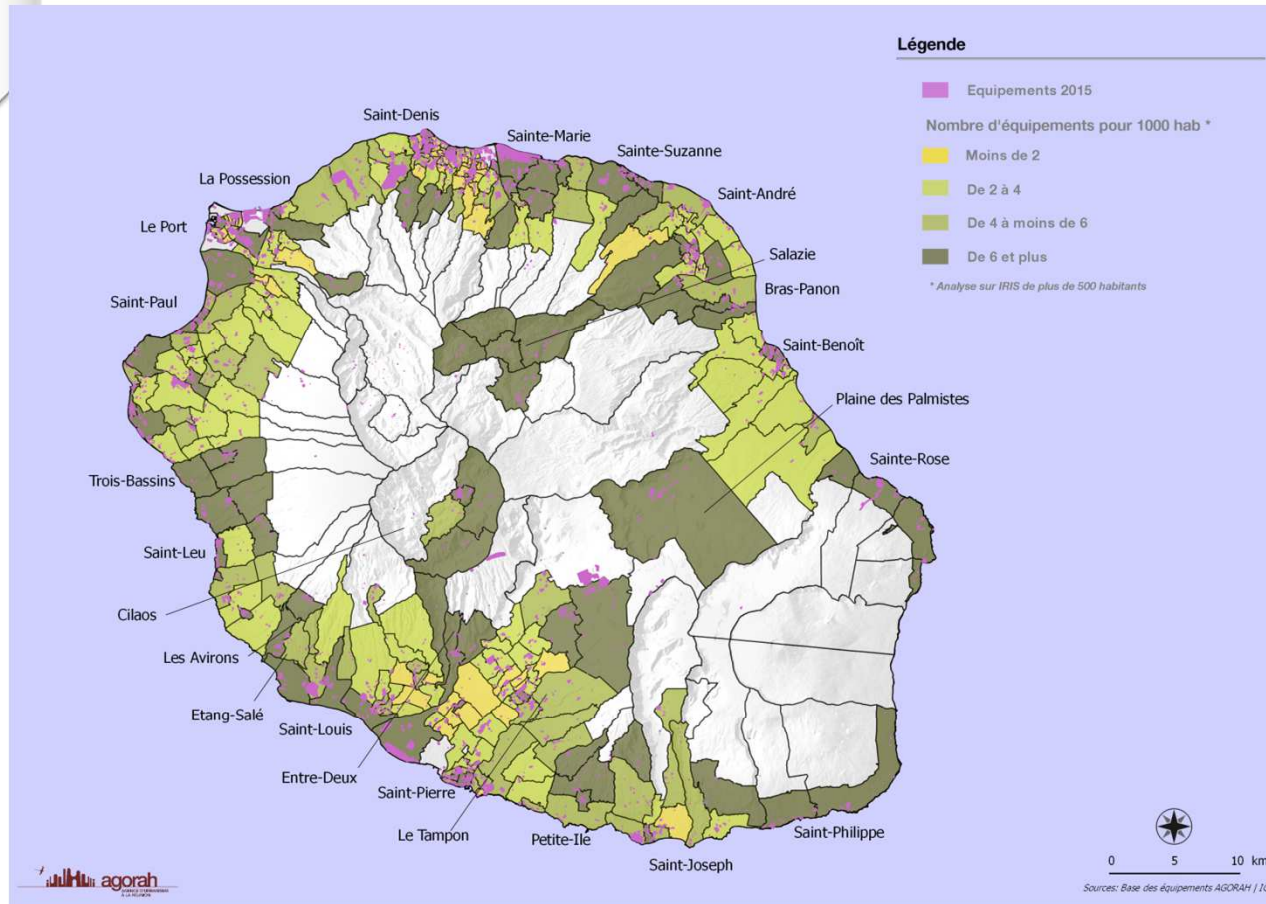 Légende
Equipements 2015
Nombre d'équipements pour 1000 hab *
Moins de 2
De 2 à 4
De 4 à moins de 6
De 6 et plus
* Analyse sur IRIS de plus de 500 habitants
Saint-Denis
Sainte-Marie
Sainte-Suzanne
La Possession
Saint-André
Le Port
Salazie
Bras-Panon
Saint-Paul
Saint-Benoît
Plaine des Palmistes
Sainte-Rose
Trois-Bassins
Saint-Leu
Cilaos
Les Avirons
Etang-Salé
Saint-Louis
Entre-Deux
Saint-Pierre
Le Tampon
Petite-Ile
Saint-Joseph
Saint-Philippe
0 5 10 km
agorah
Sources: Base des équipements AGORAH |